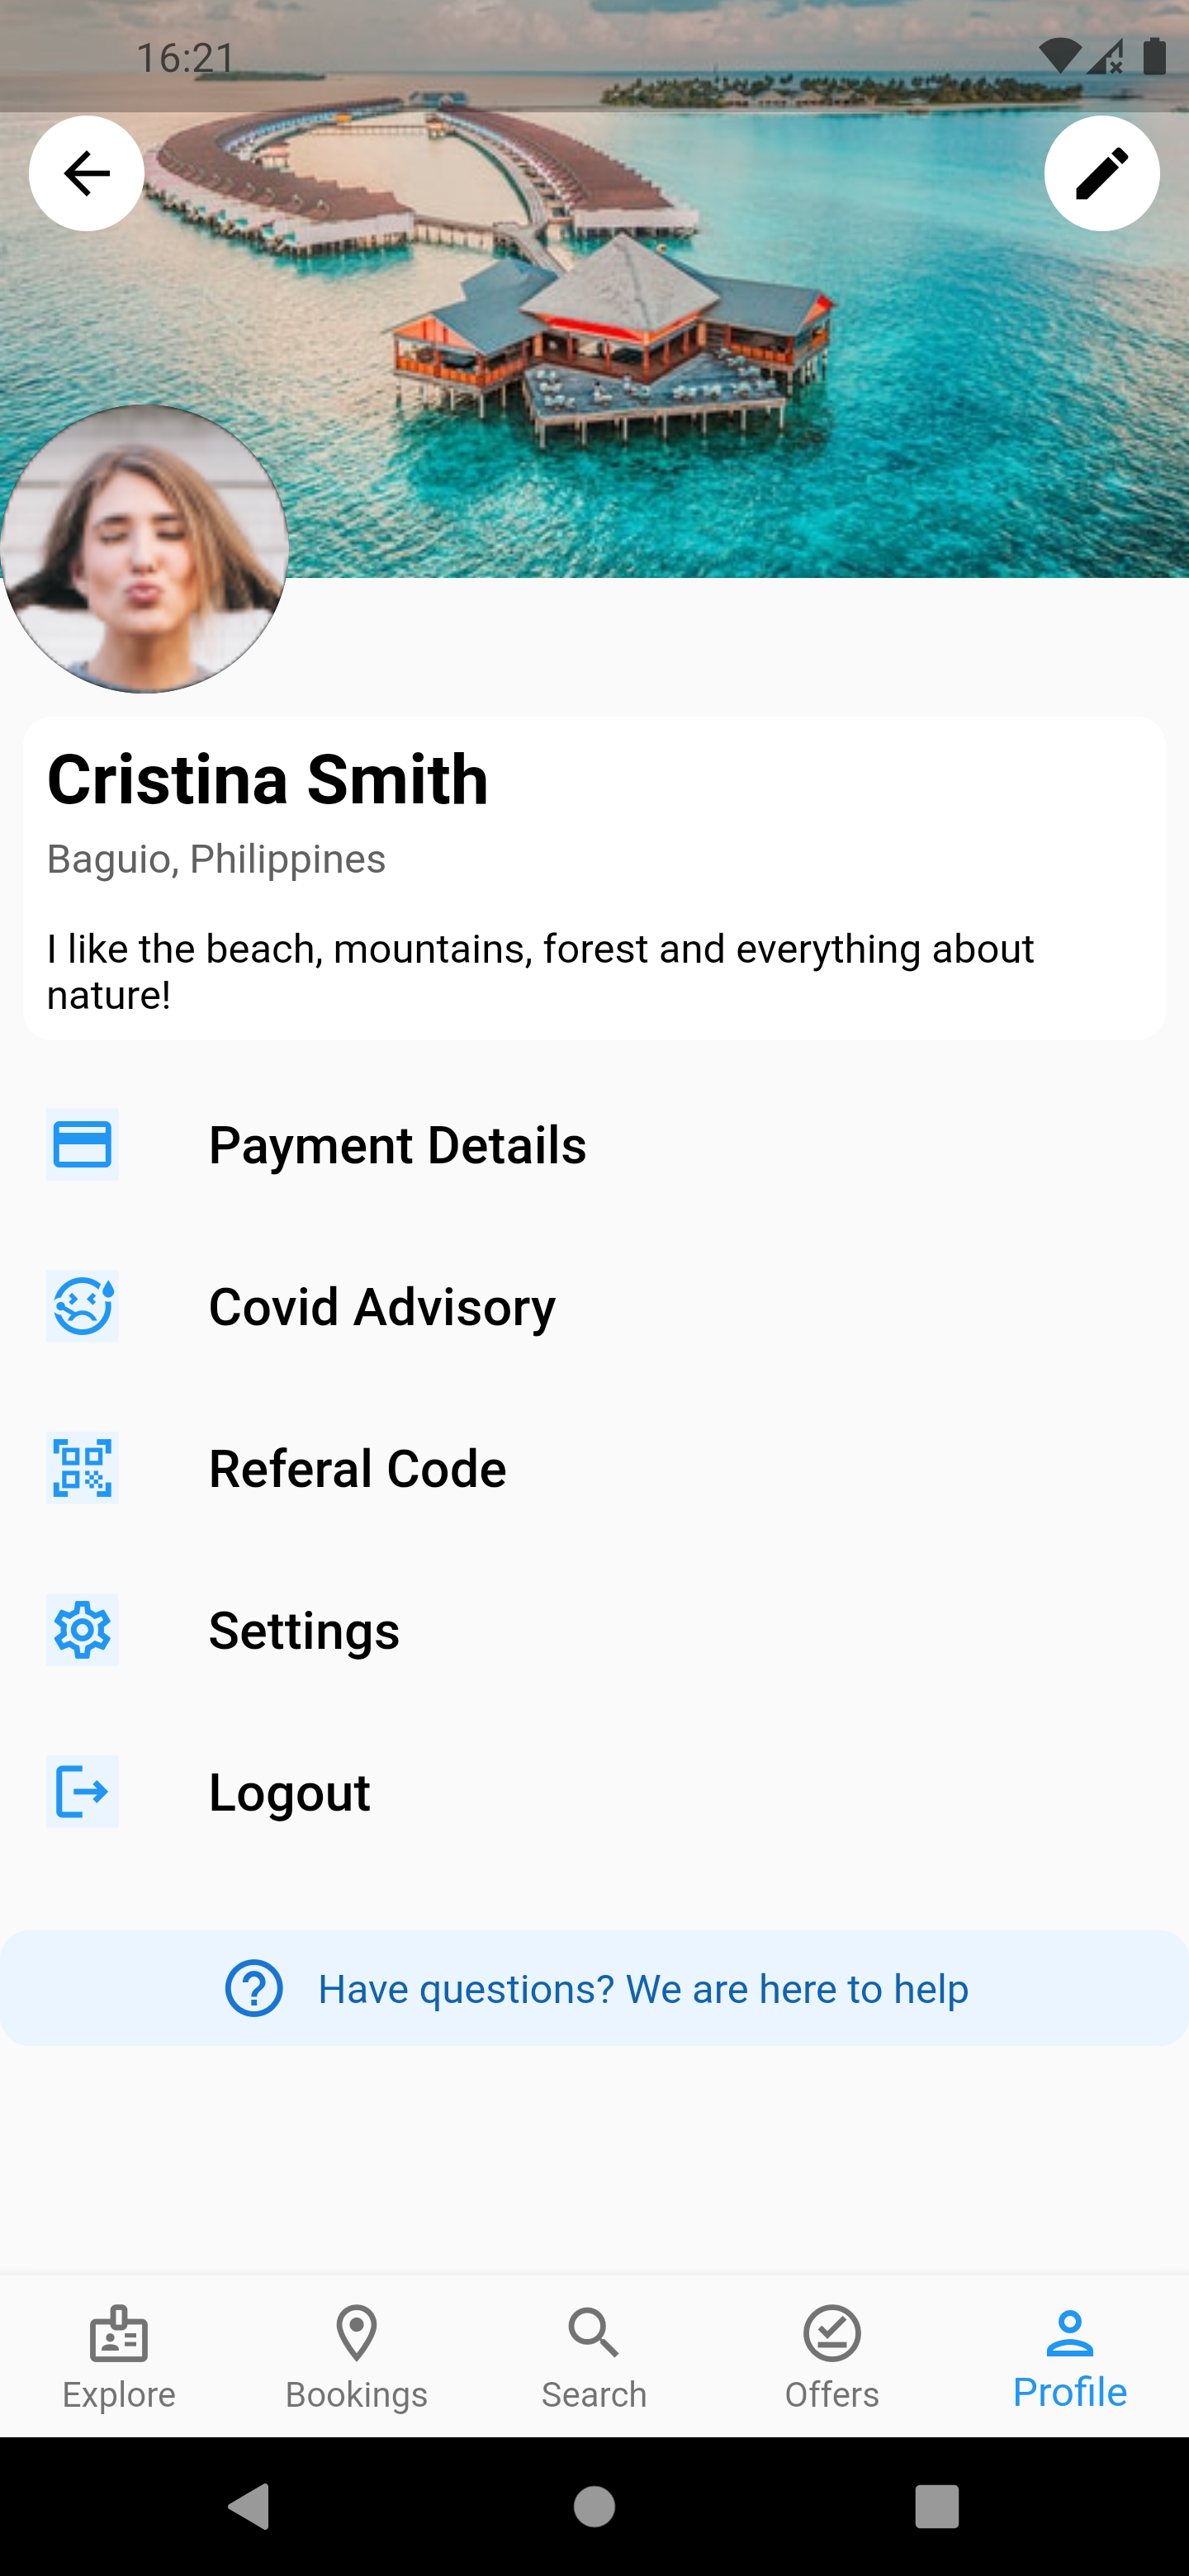 16:21
Cristina Smith
Baguio, Philippines
I like the beach, mountains, forest and everything about
nature!
Payment Details
Covid Advisory
Referal Code
Settings
Logout
Have questions? We are here to help
Explore
Bookings
Search
Offers
Profile